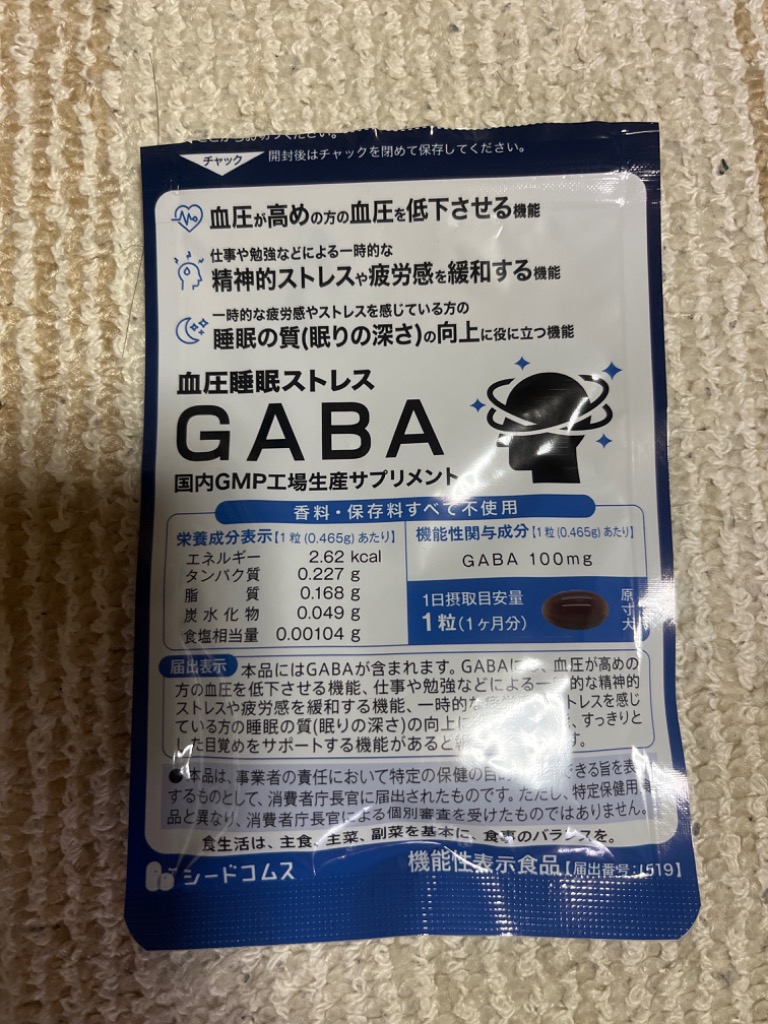 チャック
開封後はチャックを閉めて保存してください。
血圧が高めの方の血圧を低下させる機能
仕事や勉強などによる一時的な
精神的ストレスや疲労感を緩和する機能
一時的な疲労感やストレスを感じている方の
睡眠の質(眠りの深さ)の向上に役に立つ機能
血圧睡眠ストレス
GABA
国内GMP工場生産サプリメント
香料・保存料すべて不使用
栄養成分表示【1粒(0.465g)あたり】
エネルギー 2.62 kcal
タンパク質 0.227 g
脂質 0.168 g
炭水化物 0.049 g
食塩相当量 0.00104 g
機能性関与成分【1粒(0.465g)あたり】
GABA 100mg
1日摂取目安量
1粒(1ヶ月分)
原寸大
届出表示 本品にはGABAが含まれます。GABAに、血圧が高めの
方の血圧を低下させる機能、仕事や勉強などによる一的な精神的
ストレスや疲労感を緩和する機能、一時的なトレスを感じ
ている方の睡眠の質(眠りの深さ)の向上に、すっきりと
した目覚めをサポートする機能があるとす。
●本品は、事業者の責任において特定の保健の目的できる旨を表
するものとして、消費者庁長官に届出されたものです。ただし、特定保健用食
品と異なり、消費者庁長官による個別審査を受けたものではありません。
食生活は、主食、主菜、副菜を基本に、食事のバランスを。
シードコムス
機能性表示食品【届出番号:I519】